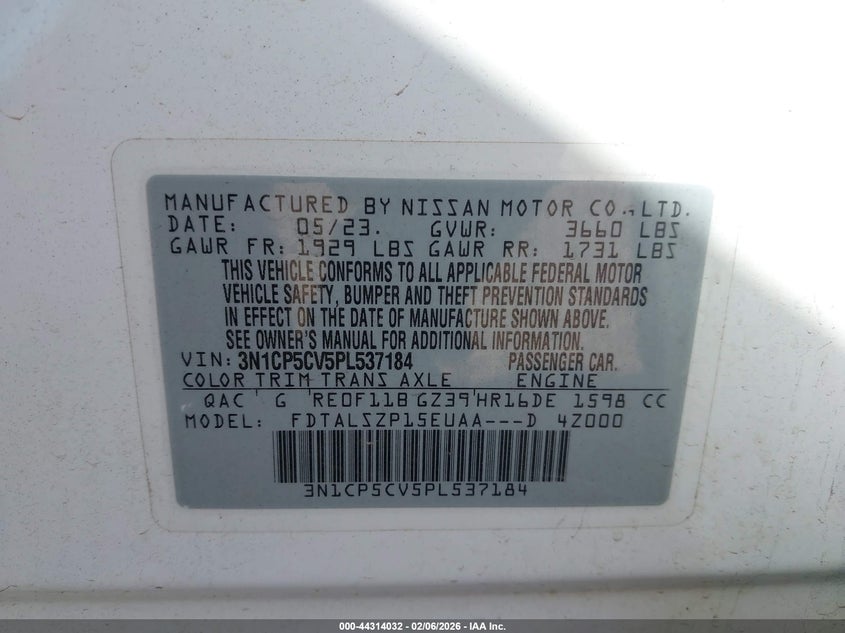 MANUFACTURED BY NISSAN MOTOR CO.,LTD.
DATE: 05/23. GVWR: 3660 LBS
GAWR FR: 1929 LBS GAWR RR: 1731 LBS
THIS VEHICLE CONFORMS TO ALL APPLICABLE FEDERAL MOTOR
VEHICLE SAFETY, BUMPER AND THEFT PREVENTION STANDARDS
IN EFFECT ON THE DATE OF MANUFACTURE SHOWN ABOVE.
SEE OWNER'S MANUAL FOR ADDITIONAL INFORMATION.
VIN: 3N1CP5CV5PL537184 PASSENGER CAR.
COLOR TRIM TRANS AXLE ENGINE
QAC G RE0F11B GZ39 HR16DE 1598 CC
MODEL: FDTALSZP15EUAA---D 4Z000
3N1CP5CV5PL537184
000-44314032 - 02/06/2026 - IAA Inc.